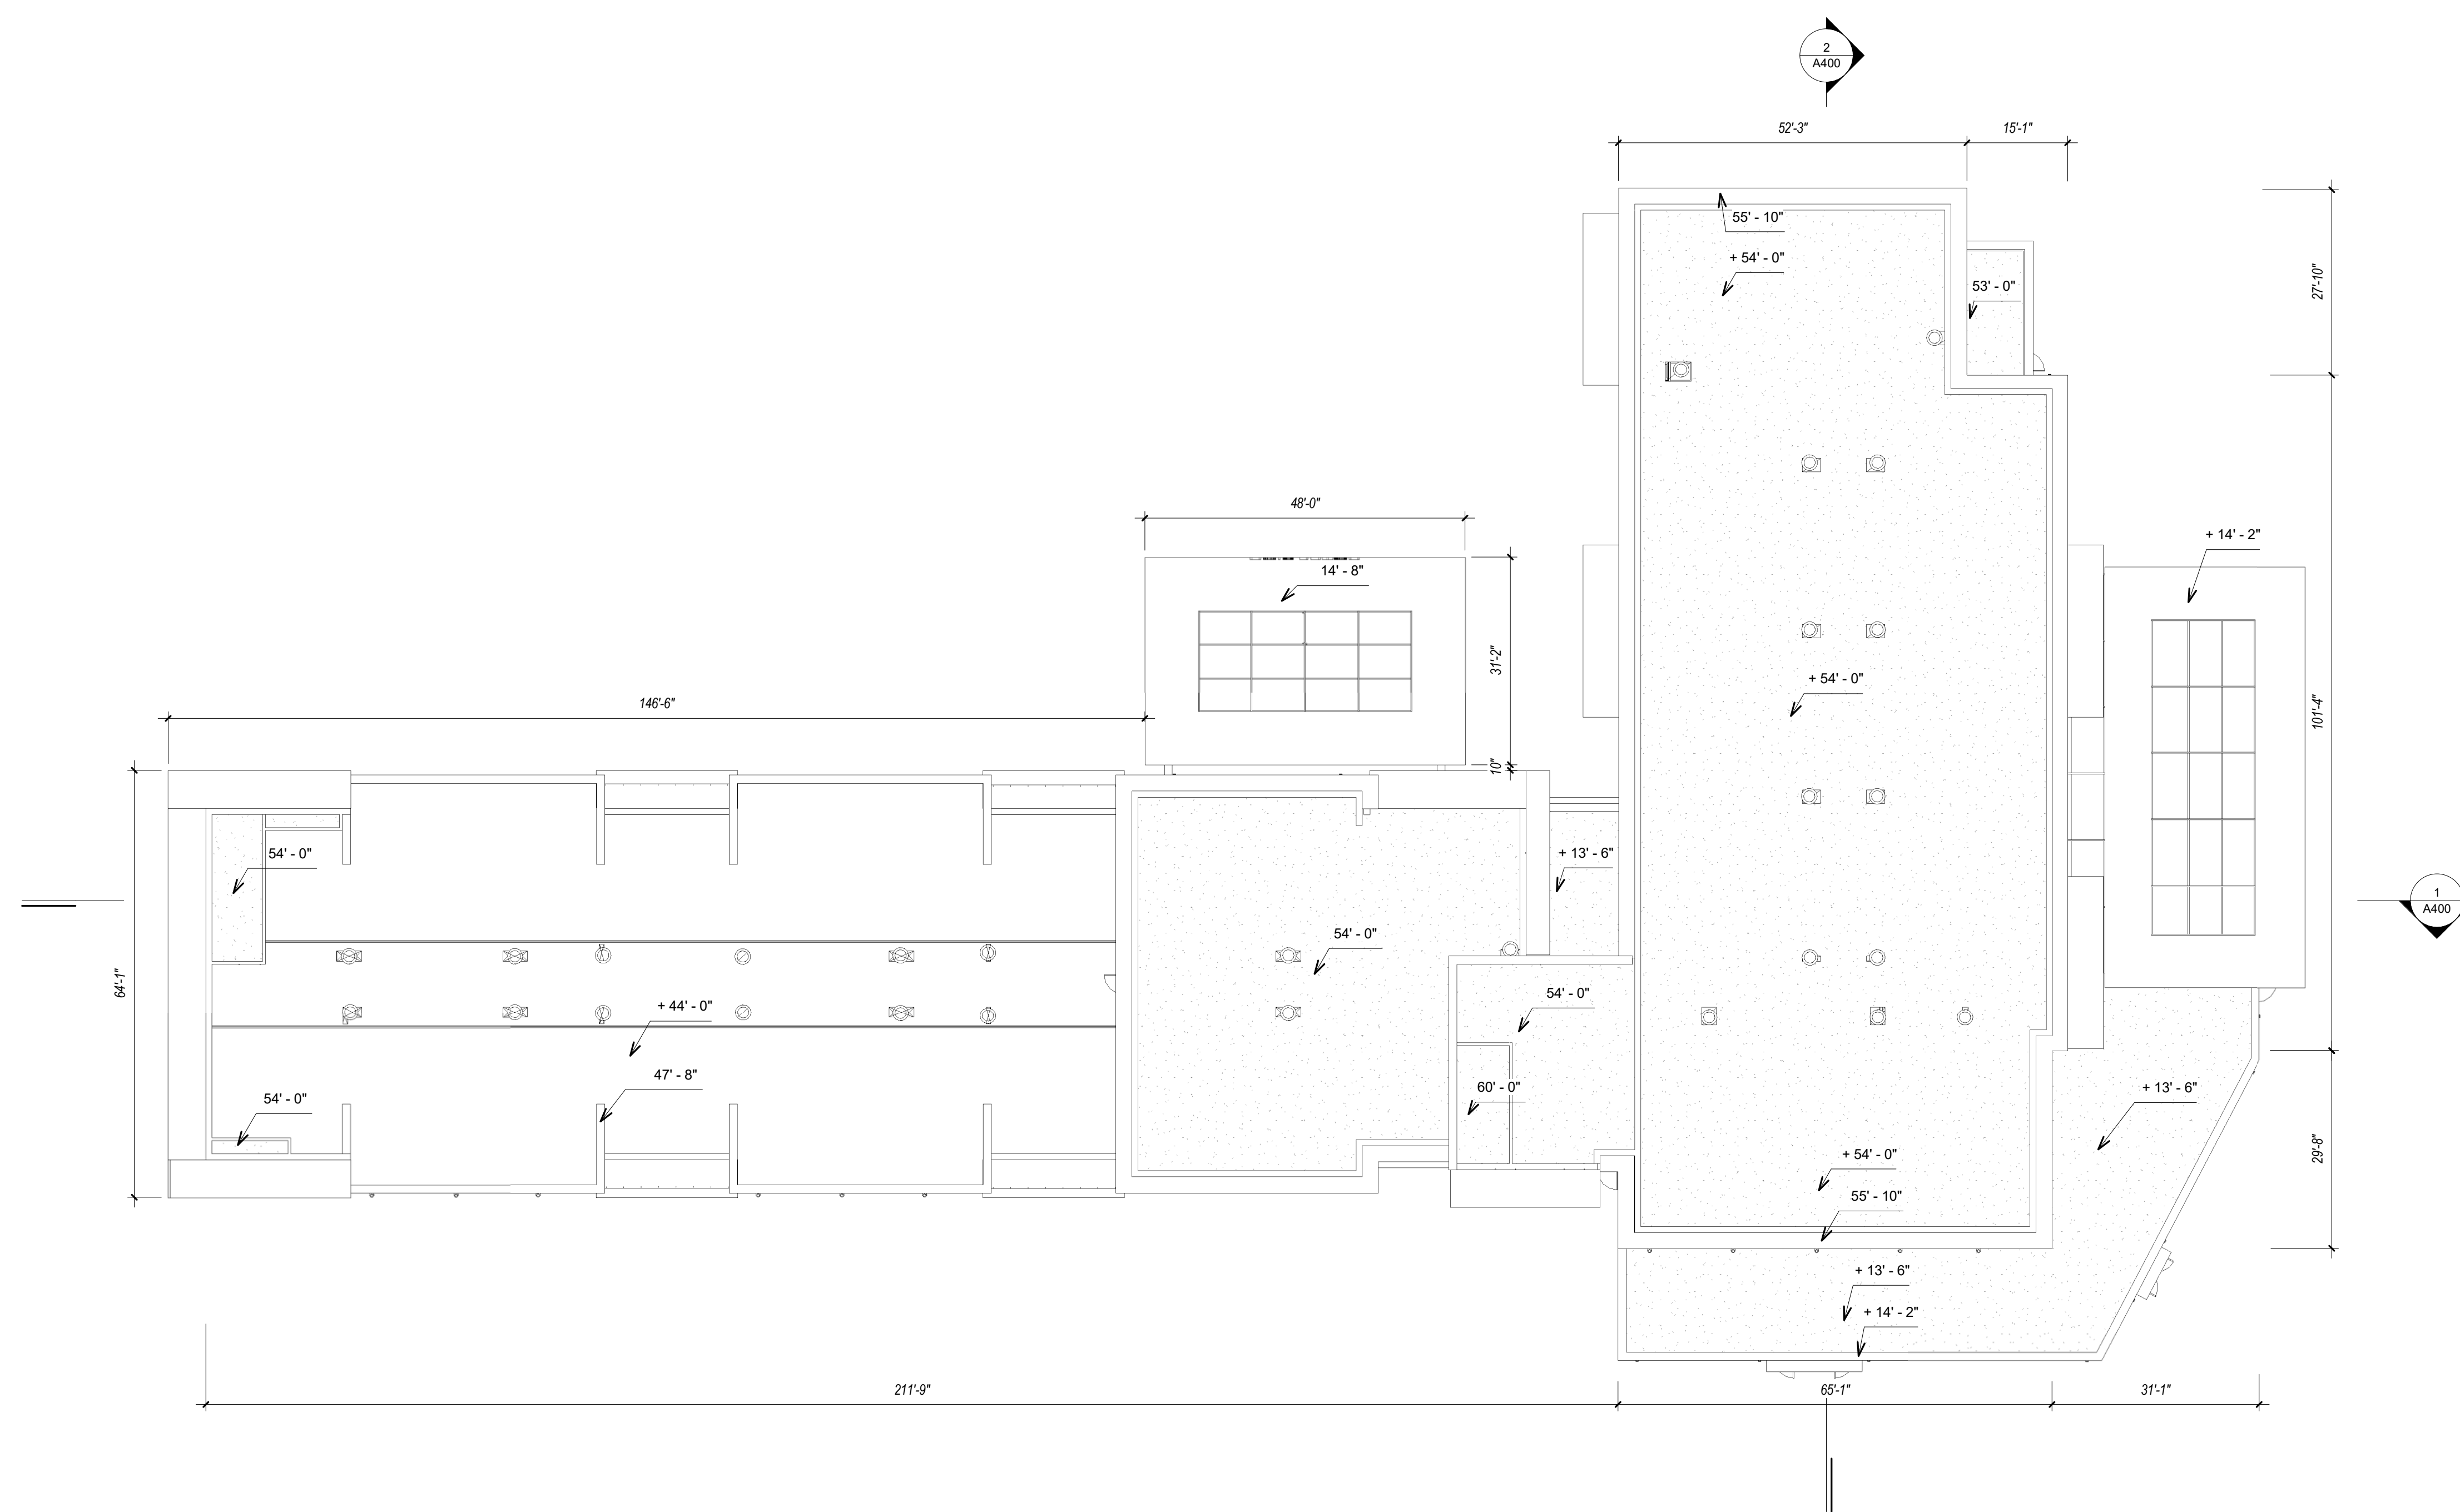 2
A400
52'-3"
15'-1"
55' - 10"
+ 54' - 0"
53' - 0"
27'-10"
48'-0"
+ 14' - 2"
14' - 8"
31'-2"
146'-6"
+ 54' - 0"
101'-4"
10"
54' - 0"
+ 13' - 6"
1
A400
54' - 0"
64'-1"
+ 44' - 0"
54' - 0"
47' - 8"
60' - 0"
+ 13' - 6"
54' - 0"
+ 54' - 0"
29'-8"
55' - 10"
+ 13' - 6"
+ 14' - 2"
211'-9"
65'-1"
31'-1"